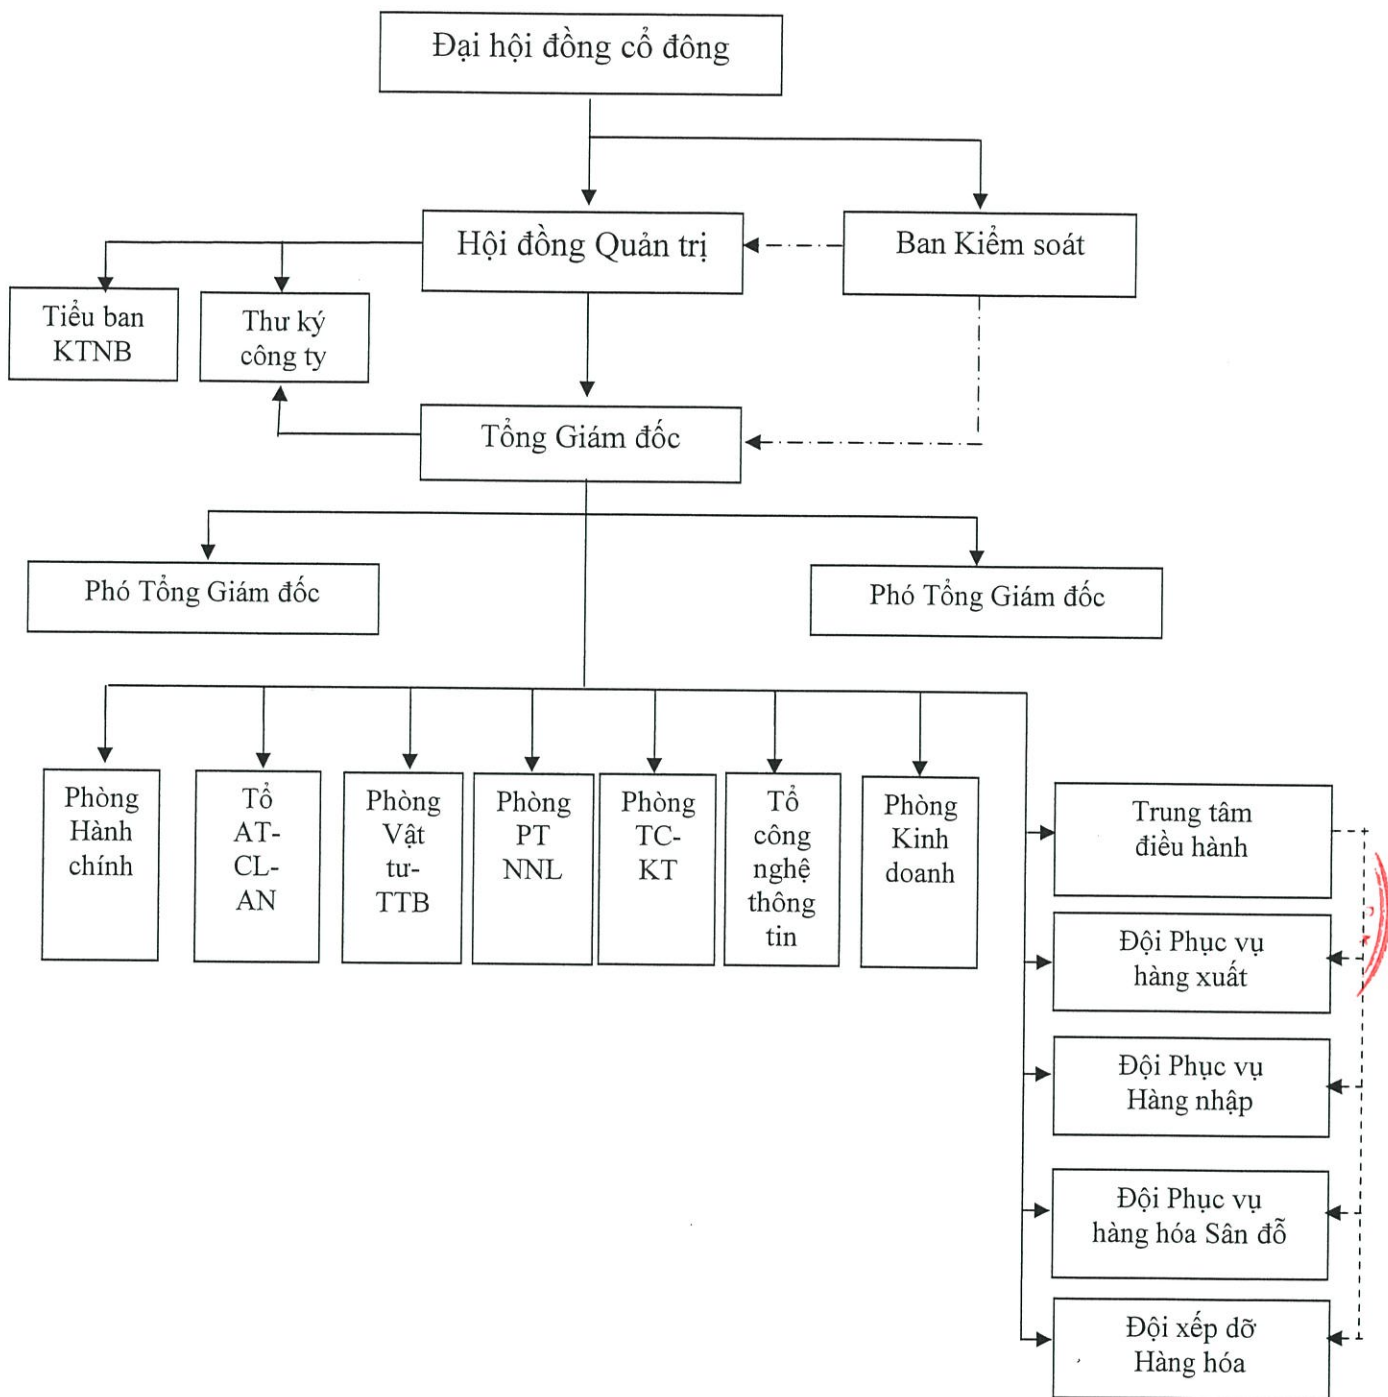 Đại hội đồng cổ đông
Hội đồng Quản trị
Ban Kiểm soát
Tiểu ban
KTNB
Thư ký
công ty
Tổng Giám đốc
Phó Tổng Giám đốc
Phó Tổng Giám đốc
Phòng
Hành
chính
Tổ
AT-
CL-
AN
Phòng
Vật
tư-
TTB
Phòng
PT
NNL
Phòng
TC-
KT
Tổ
công
nghệ
thông
tin
Phòng
Kinh
doanh
Trung tâm
điều hành
Đội Phục vụ
hàng xuất
Đội Phục vụ
Hàng nhập
Đội Phục vụ
hàng hóa Sân đỗ
Đội xếp dỡ
Hàng hóa